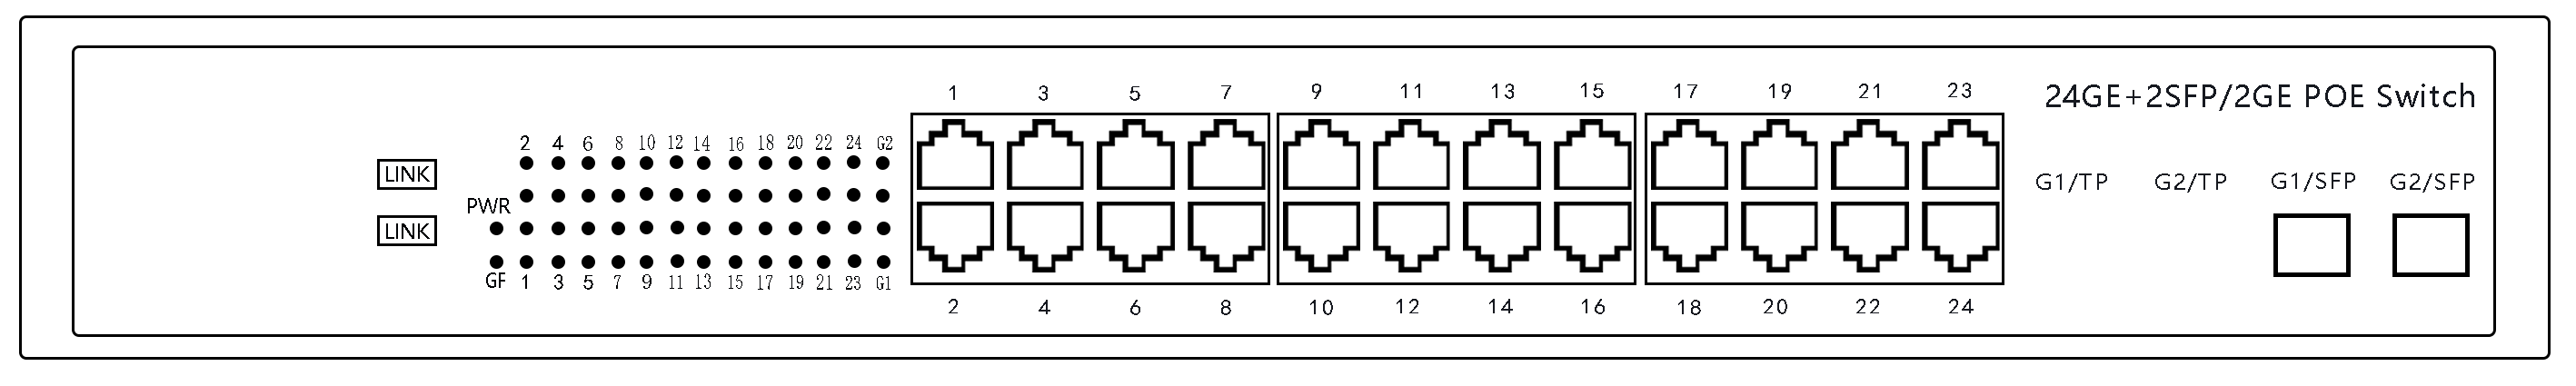 1 3 5 7 9 11 13 15 17 19 21 23
24GE+2SFP/2GE POE Switch
2 4 6 8 10 12 14 16 18 20 22 24 G2
LINK
G1/TP G2/TP G1/SFP G2/SFP
PWR
LINK
GF 1 3 5 7 9 11 13 15 17 19 21 23 G1
2 4 6 8 10 12 14 16 18 20 22 24